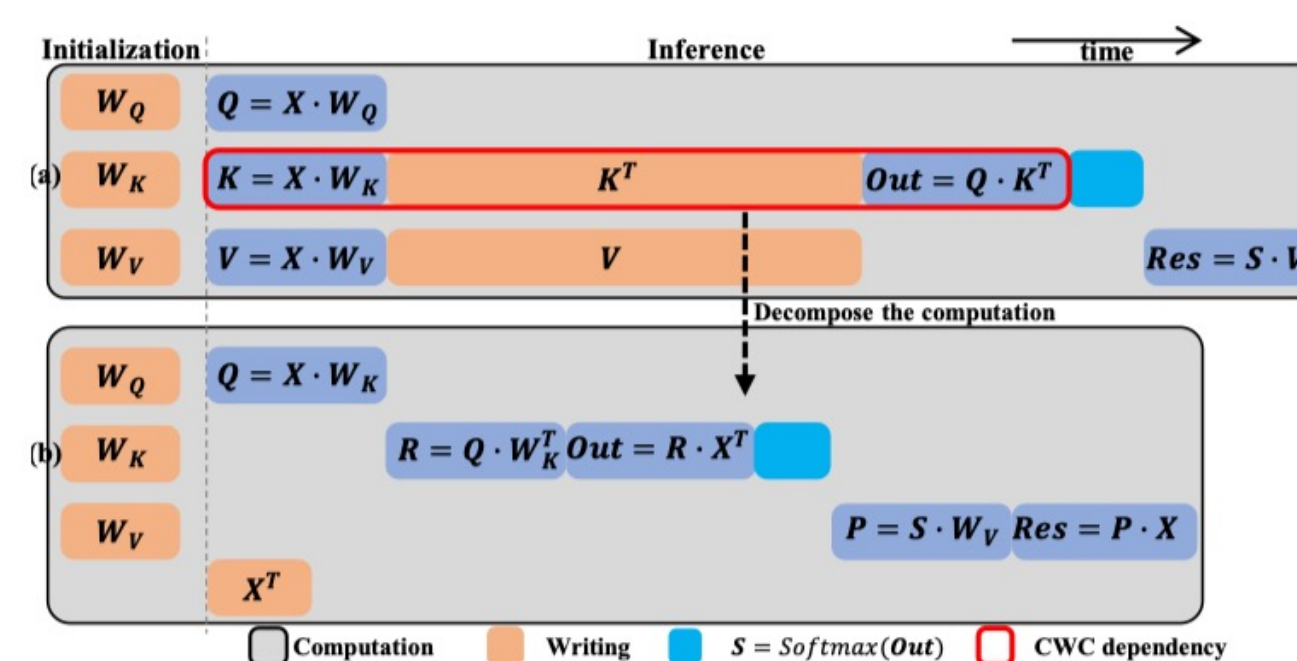 Initialization Inference time
W_Q Q = X · W_Q
(a) W_K K = X · W_K K^T Out = Q · K^T
W_V V = X · W_V V Res = S · V
Decompose the computation
W_Q Q = X · W_K
(b) W_K R = Q · W_K^T Out = R · X^T
W_V P = S · W_V Res = P · X
X^T
Computation Writing S = Softmax(Out) CWC dependency